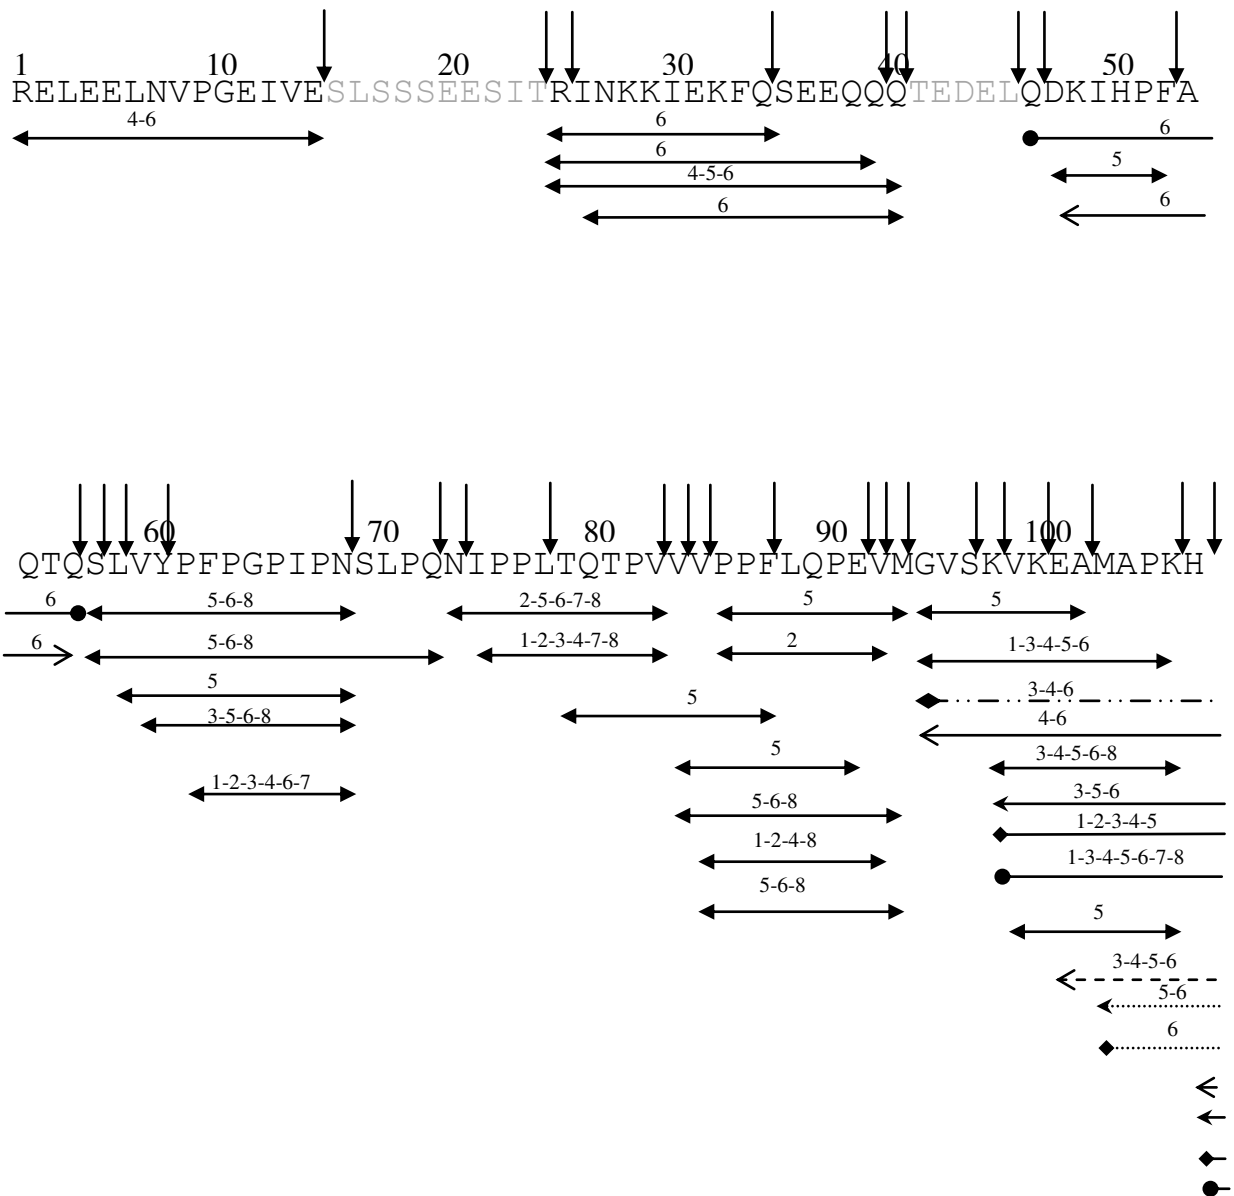 1 10 20 30 40 50
RELEELNVPGEIVESLSSSEESITRINKKIEKFQSEEQQQTEDELQDKIHPFA
4-6 6 6
6 5
4-5-6 6
6
60 70 80 90 100
QTQSLVYPFPGPIPNSLPQNIPPLTQTPVVVPPFLQPEVMGVSKVKEAMAPKH
6 5-6-8 2-5-6-7-8 5 5
6 5-6-8 1-2-3-4-7-8 2 1-3-4-5-6
5 5 3-4-6
3-5-6-8 4-6
5 3-4-5-6-8
1-2-3-4-6-7 3-5-6
5-6-8 1-2-3-4-5
1-2-4-8 1-3-4-5-6-7-8
5-6-8 5
3-4-5-6
5-6
6